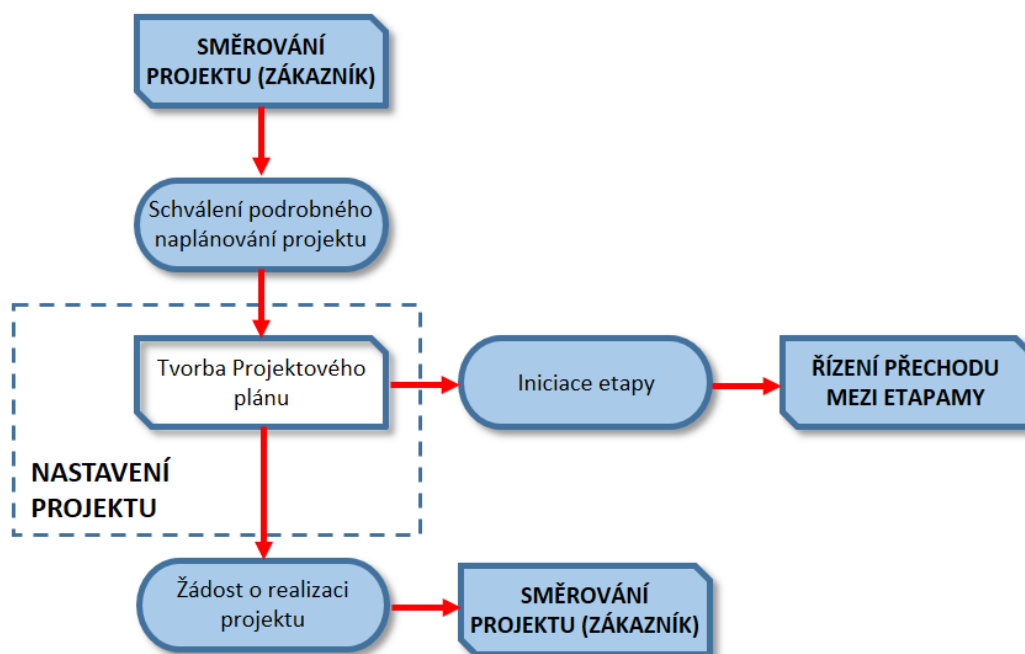 SMĚROVÁNÍ
PROJEKTU (ZÁKAZNÍK)
Schválení podrobného
naplánování projektu
Tvorba Projektového
plánu
Iniciace etapy
ŘÍZENÍ PŘECHODU
MEZI ETAPAMY
NASTAVENÍ
PROJEKTU
Žádost o realizaci
projektu
SMĚROVÁNÍ
PROJEKTU (ZÁKAZNÍK)